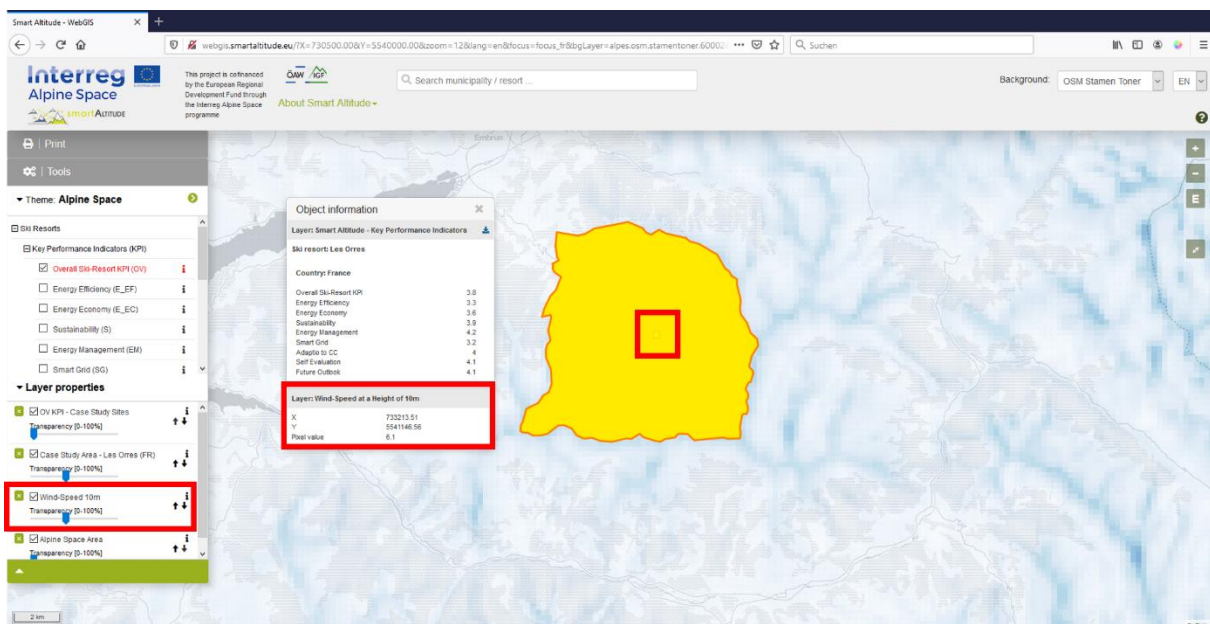 Smart Altitude - WebGIS
webgis.smartaltitude.eu/?X=730500.00&Y=5540000.00&zoom=12&lang=en&focus=focus_fr&bgLayer=alpes.osm.stamentoner.60002
Suchen
Interreg
Alpine Space
smartALTITUDE
This project is cofinanced
by the European Regional
Development Fund through
the Interreg Alpine Space
programme
ÖAW IGF
About Smart Altitude
Search municipality / resort ...
Background: OSM Stamen Toner EN
Print
Tools
Theme: Alpine Space
Ski Resorts
Key Performance Indicators (KPI)
Overall Ski-Resort KPI (OV)
Energy Efficiency (E_EF)
Energy Economy (E_EC)
Sustainability (S)
Energy Management (EM)
Smart Grid (SG)
Layer properties
OV KPI - Case Study Sites
Transparency [0-100%]
Case Study Area - Les Orres (FR)
Transparency [0-100%]
Wind-Speed 10m
Transparency [0-100%]
Alpine Space Area
Transparency [0-100%]
2 km
Embrun
Object information
Layer: Smart Altitude - Key Performance Indicators
Ski resort: Les Orres
Country: France
Overall Ski-Resort KPI 3.8
Energy Efficiency 3.3
Energy Economy 3.6
Sustainability 3.9
Energy Management 4.2
Smart Grid 3.2
Adaptio to CC 4
Self Evaluation 4.1
Future Outlook 4.1
Layer: Wind-Speed at a Height of 10m
X 733213.51
Y 5541146.56
Pixel value 6.1
E